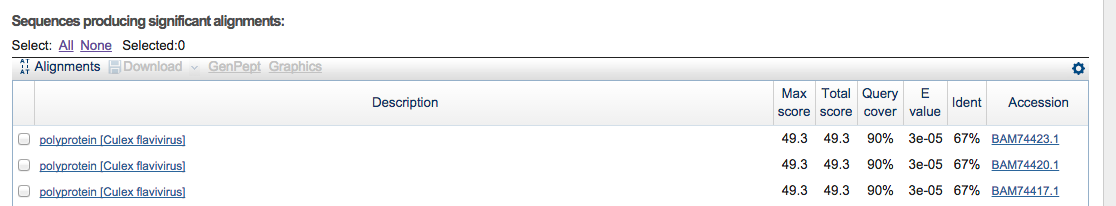 Sequences producing significant alignments:
Select: All None Selected:0
Alignments Download GenPept Graphics
Description Max score Total score Query cover E value Ident Accession
polyprotein [Culex flavivirus] 49.3 49.3 90% 3e-05 67% BAM74423.1
polyprotein [Culex flavivirus] 49.3 49.3 90% 3e-05 67% BAM74420.1
polyprotein [Culex flavivirus] 49.3 49.3 90% 3e-05 67% BAM74417.1